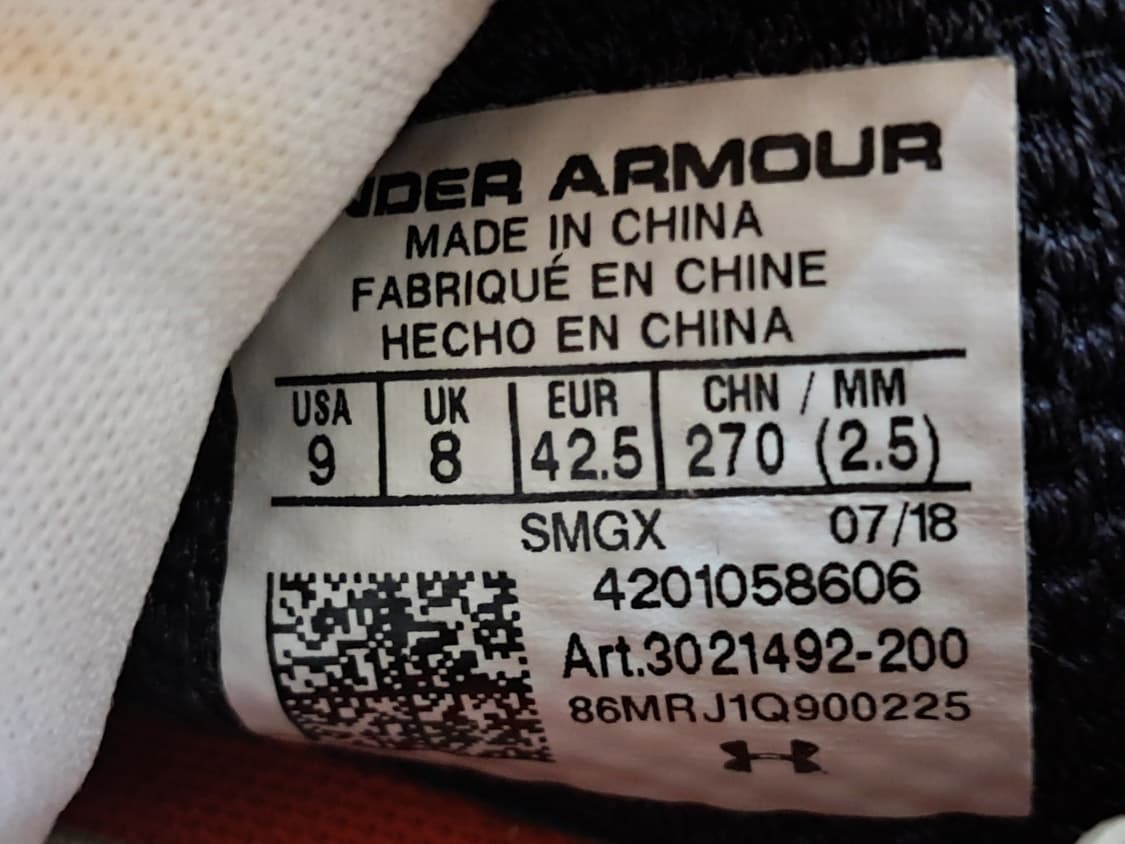 NDER ARMOUR
MADE IN CHINA
FABRIQUÉ EN CHINE
HECHO EN CHINA
USA UK EUR CHN / MM
9 8 42.5 270 (2.5)
SMGX 07/18
4201058606
Art.3021492-200
86MRJ1Q900225